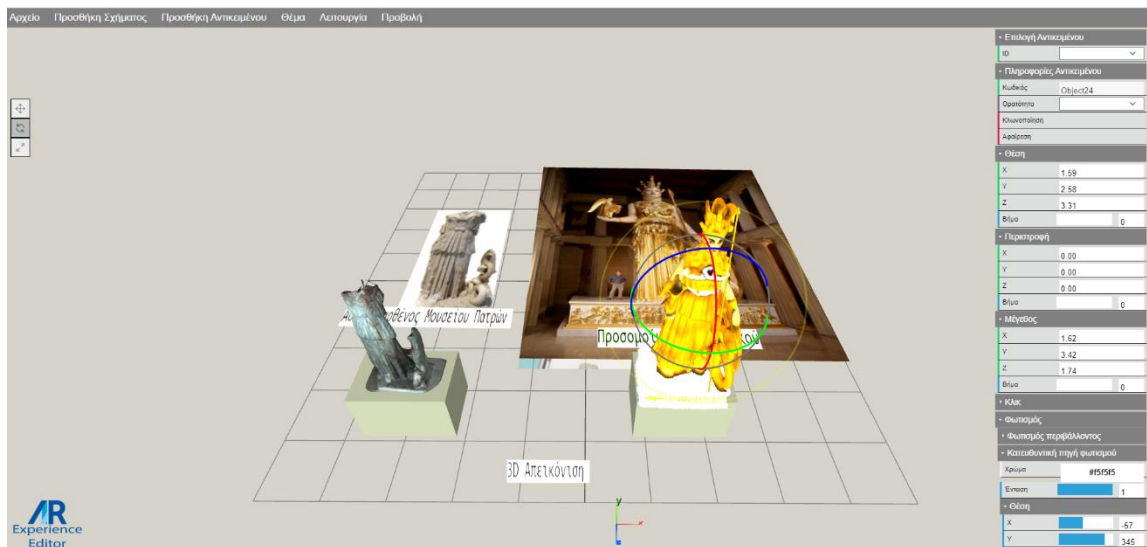 Αρχείο Προσθήκη Σχήματος Προσθήκη Αντικειμένου Θέμα Λειτουργία Προβολή
Μουσείου Πατρών
3D Απεικόνιση
AR
Experience
Editor
Επιλογή Αντικειμένου
ID
Πληροφορίες Αντικειμένου
Κωδικός Object24
Ορατότητα
Κλωνοποίηση
Αφαίρεση
Θέση
X 1.59
Y 2.58
Z 3.31
Βήμα 0
Περιστροφή
X 0.00
Y 0.00
Z 0.00
Βήμα 0
Μέγεθος
X 1.62
Y 3.42
Z 1.74
Βήμα 0
Κλικ
Φωτισμός
Φωτισμός περιβάλλοντος
Κατευθυντική πηγή φωτισμού
Χρώμα #f5f5f5
Ένταση 1
Θέση
X -57
Y 345
x
y